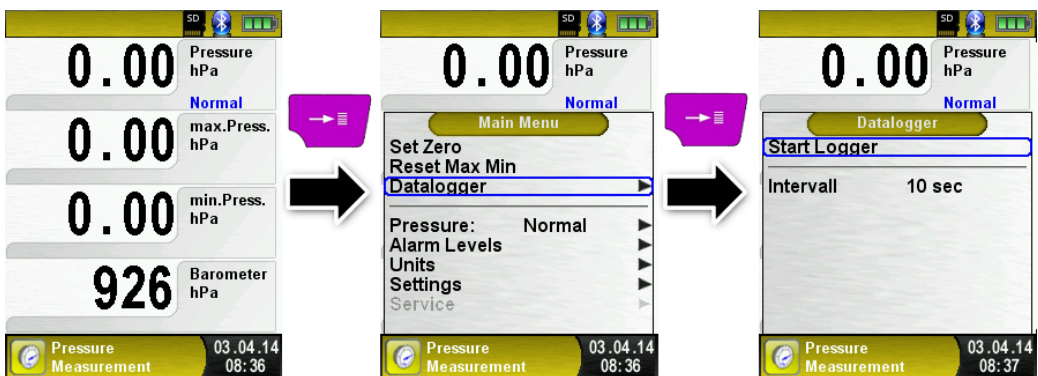 SD
0.00 Pressure
hPa
Normal
0.00 max.Press.
hPa
0.00 min.Press.
hPa
926 Barometer
hPa
Pressure 03.04.14
Measurement 08:36
SD
0.00 Pressure
hPa
Normal
Main Menu
Set Zero
Reset Max Min
Datalogger
Pressure: Normal
Alarm Levels
Units
Settings
Service
Pressure 03.04.14
Measurement 08:36
SD
0.00 Pressure
hPa
Normal
Datalogger
Start Logger
Intervall 10 sec
Pressure 03.04.14
Measurement 08:37